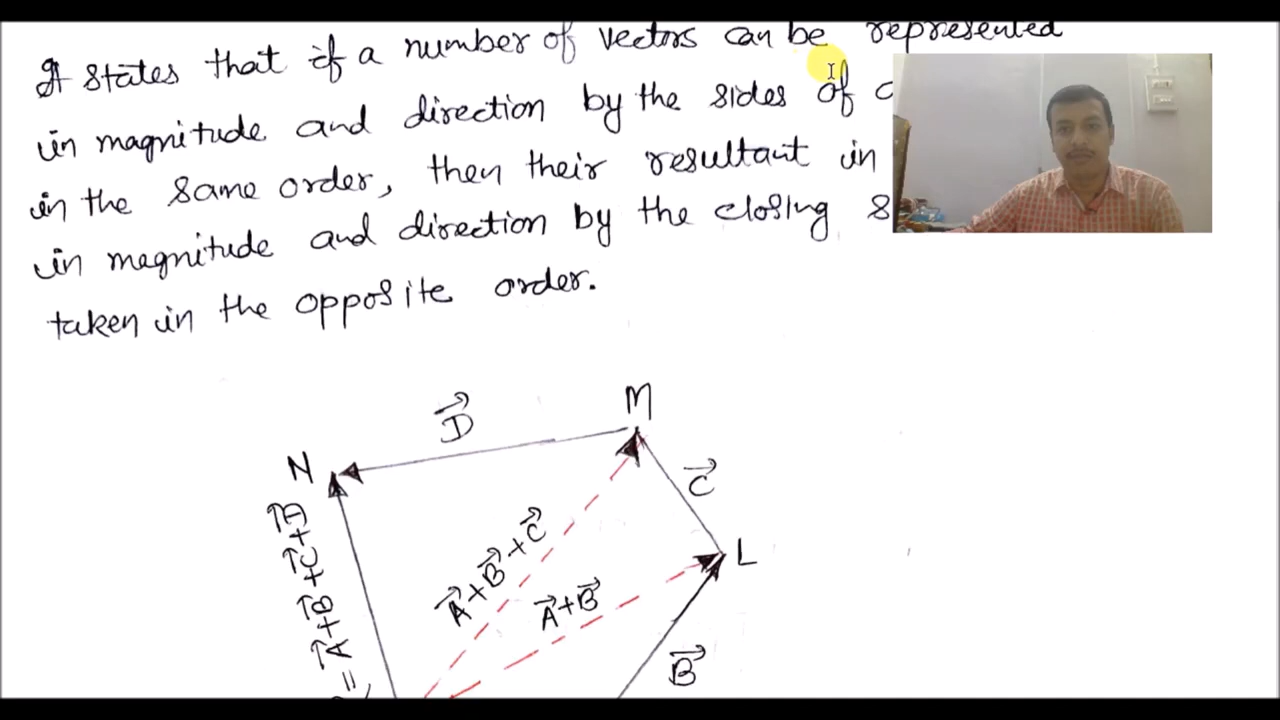 It states that if a number of vectors can be represented
in magnitude and direction by the sides of
in the same order, then their resultant in
in magnitude and direction by the closing
taken in the opposite order.
M
D⃗
N
C⃗
A⃗+B⃗+C⃗
L
A⃗+B⃗
= A⃗+B⃗+C⃗+D⃗
B⃗